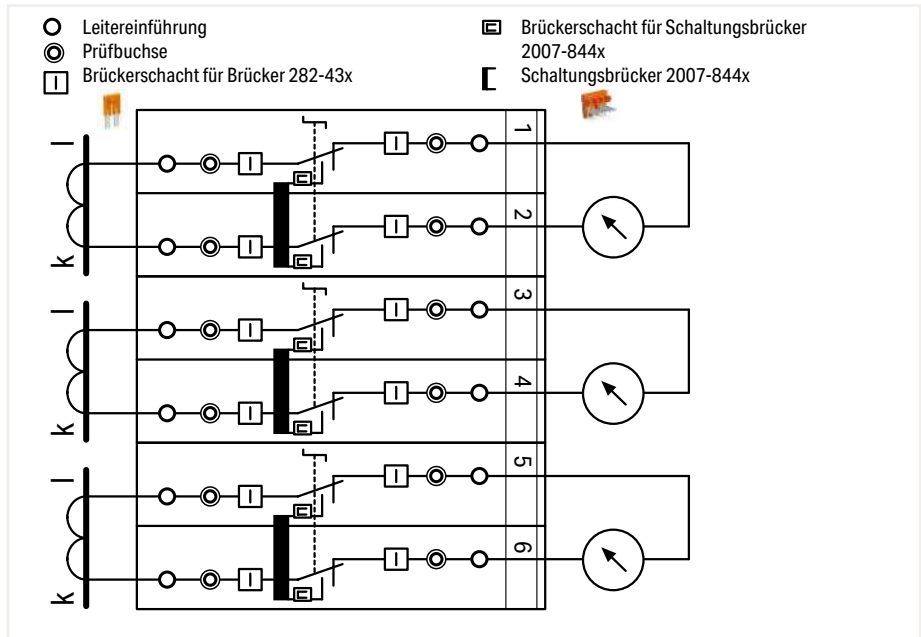 Leitereinführung
Prüfbuchse
Brückerschacht für Brücker 282-43x
Brückerschacht für Schaltungsbrücker
2007-844x
Schaltungsbrücker 2007-844x
1
l
2
k
3
l
4
k
5
l
6
k